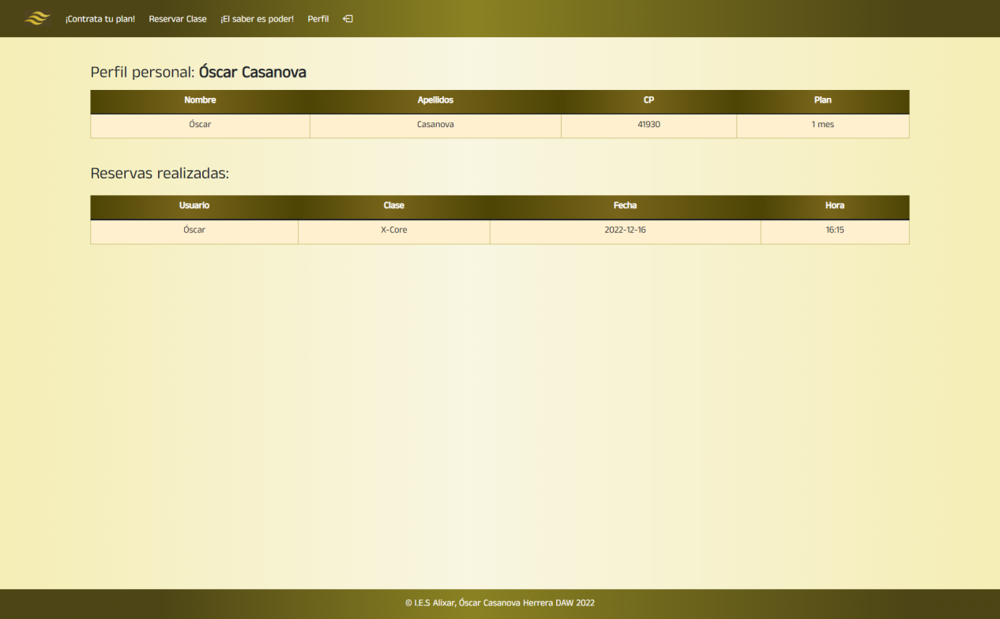 ¡Contrata tu plan! Reservar Clase ¡El saber es poder! Perfil
Perfil personal: Óscar Casanova
Nombre Apellidos CP Plan
Óscar Casanova 41930 1 mes
Reservas realizadas:
Usuario Clase Fecha Hora
Óscar X-Core 2022-12-16 16:15
© I.E.S Alixar, Óscar Casanova Herrera DAW 2022